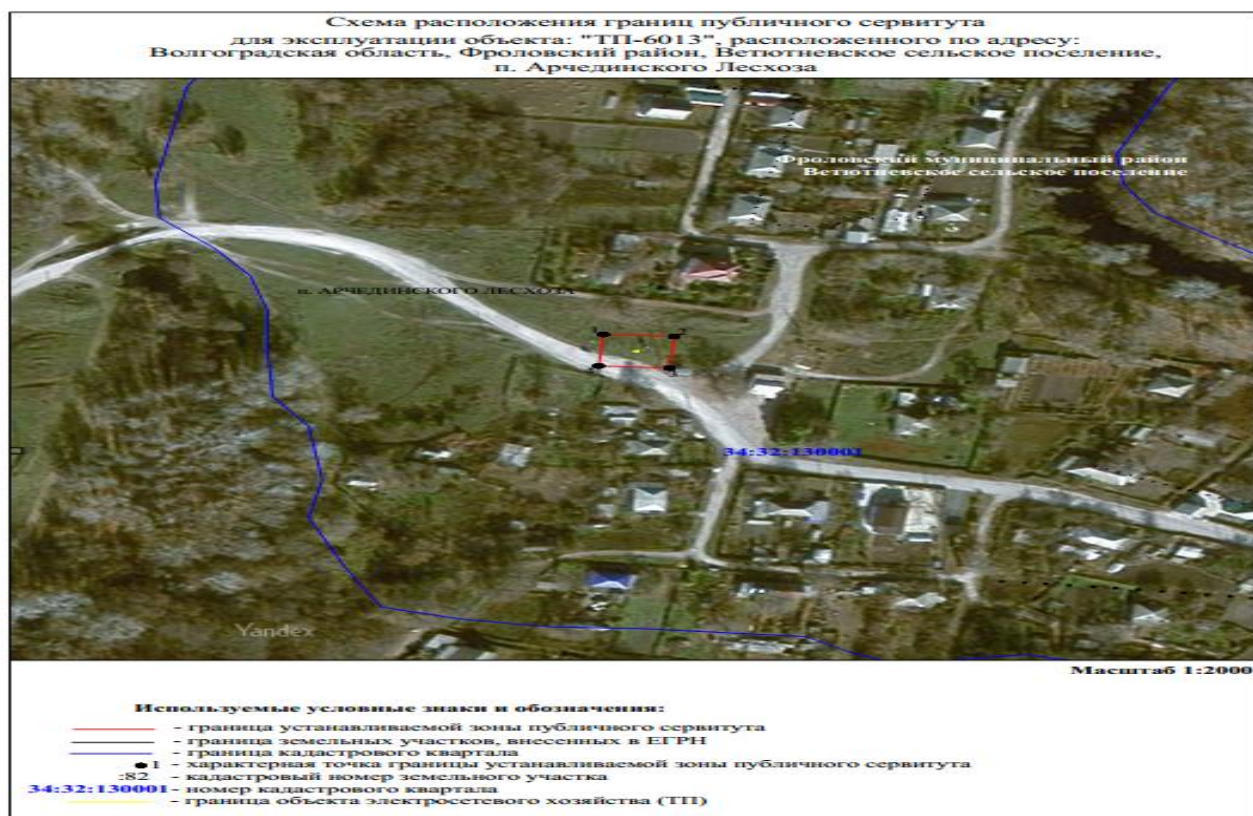 Схема расположения границ публичного сервитута
для эксплуатации объекта: "ТП-6013", расположенного по адресу:
Волгоградская область, Фроловский район, Ветютневское сельское поселение,
п. Арчединского Лесхоза
Фроловский муниципальный район
Ветютневское сельское поселение
п. АРЧЕДИНСКОГО ЛЕСХОЗА
1
2
3
34:32:130001
Yandex
Масштаб 1:2000
Используемые условные знаки и обозначения:
- граница устанавливаемой зоны публичного сервитута
- граница земельных участков, внесенных в ЕГРН
- граница кадастрового квартала
1 - характерная точка границы устанавливаемой зоны публичного сервитута
:82 - кадастровый номер земельного участка
34:32:130001 - номер кадастрового квартала
- граница объекта электросетевого хозяйства (ТП)